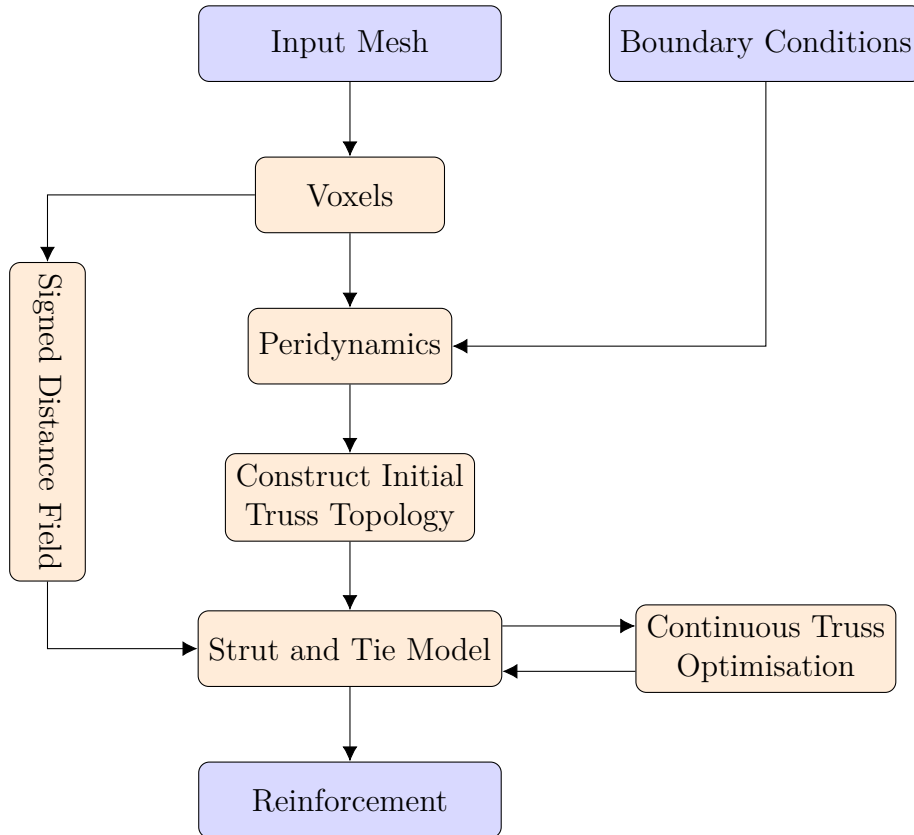 Input Mesh
Boundary Conditions
Voxels
Signed Distance Field
Peridynamics
Construct Initial
Truss Topology
Strut and Tie Model
Continuous Truss
Optimisation
Reinforcement